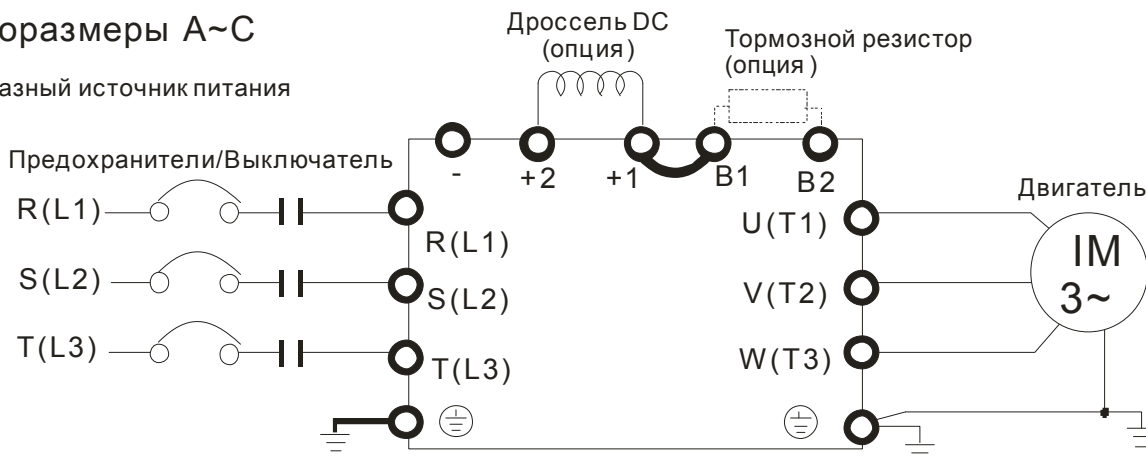 оразмеры A~C
азный источник питания
Дроссель DC
(опция)
Тормозной резистор
(опция)
Предохранители/Выключатель
- +2 +1 B1 B2
Двигатель
R(L1) R(L1) U(T1)
IM
3~
S(L2) S(L2) V(T2)
T(L3) T(L3) W(T3)